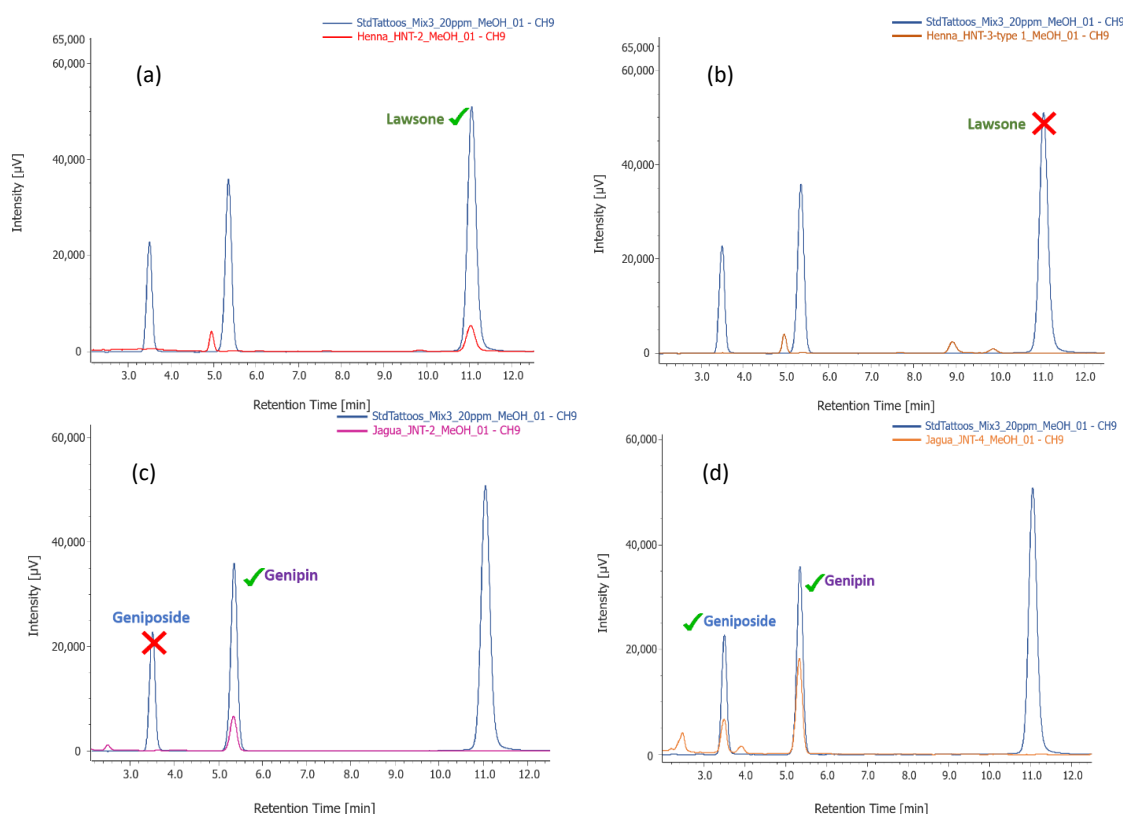 StdTattoos_Mix3_20ppm_MeOH_01 - CH9
Henna_HNT-2_MeOH_01 - CH9
65,000
60,000
40,000
20,000
0
Intensity [µV]
(a)
Lawsone
3.0 4.0 5.0 6.0 7.0 8.0 9.0 10.0 11.0 12.0
Retention Time [min]
StdTattoos_Mix3_20ppm_MeOH_01 - CH9
Henna_HNT-3-type 1_MeOH_01 - CH9
65,000
60,000
40,000
20,000
0
Intensity [µV]
(b)
Lawsone
3.0 4.0 5.0 6.0 7.0 8.0 9.0 10.0 11.0 12.0
Retention Time [min]
StdTattoos_Mix3_20ppm_MeOH_01 - CH9
Jagua_JNT-2_MeOH_01 - CH9
60,000
40,000
20,000
0
Intensity [µV]
(c)
Genipin
Geniposide
3.0 4.0 5.0 6.0 7.0 8.0 9.0 10.0 11.0 12.0
Retention Time [min]
StdTattoos_Mix3_20ppm_MeOH_01 - CH9
Jagua_JNT-4_MeOH_01 - CH9
60,000
40,000
20,000
0
Intensity [µV]
(d)
Genipin
Geniposide
3.0 4.0 5.0 6.0 7.0 8.0 9.0 10.0 11.0 12.0
Retention Time [min]